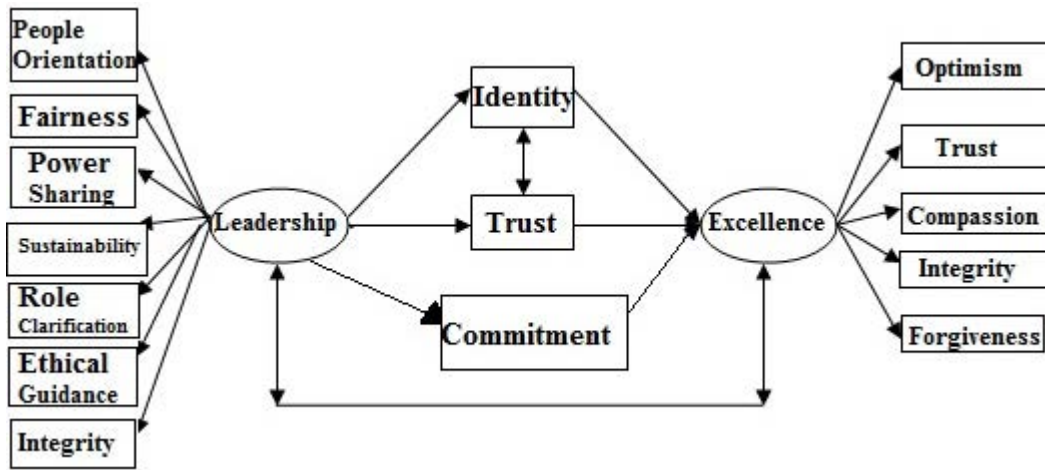 People
Orientation
Fairness
Power
Sharing
Sustainability
Role
Clarification
Ethical
Guidance
Integrity
Leadership
Identity
Trust
Commitment
Excellence
Optimism
Trust
Compassion
Integrity
Forgiveness